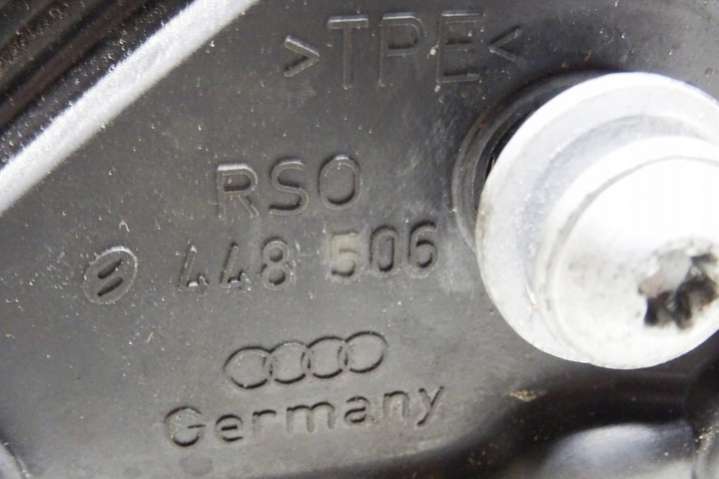 >TPE<
RSO
448 506
Germany